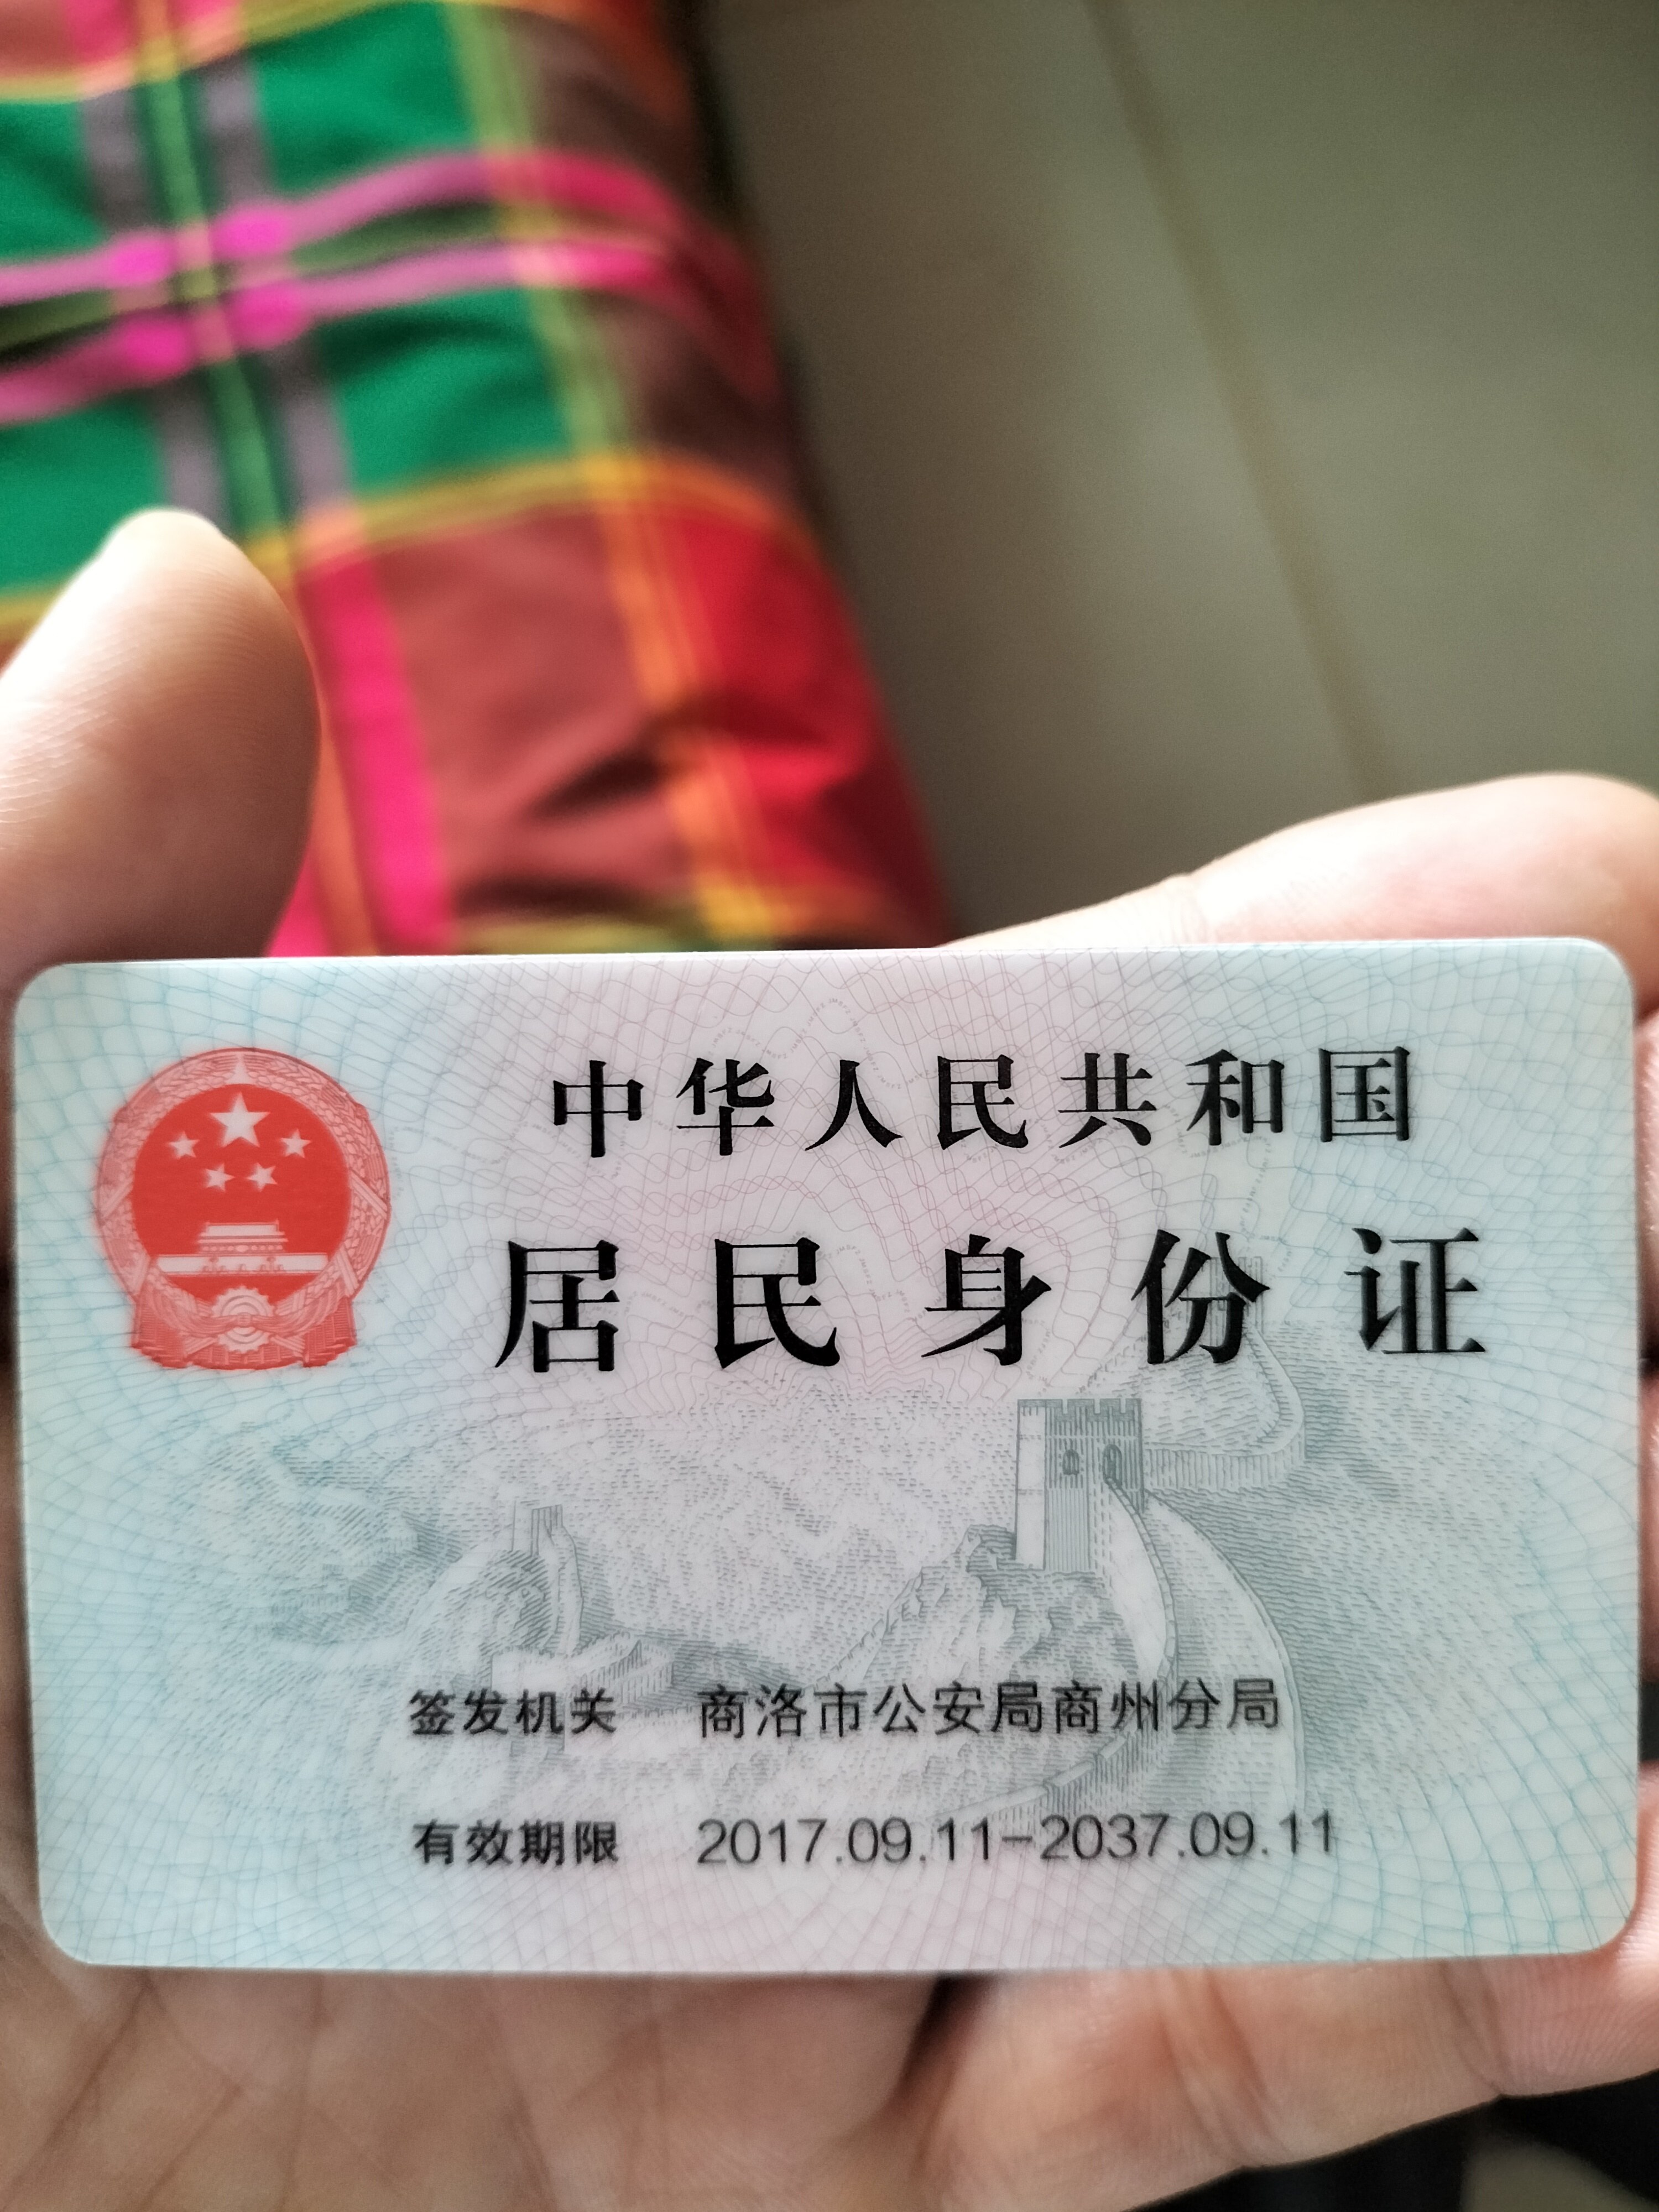 中华人民共和国
居民身份证
签发机关 商洛市公安局商州分局
有效期限 2017.09.11-2037.09.11